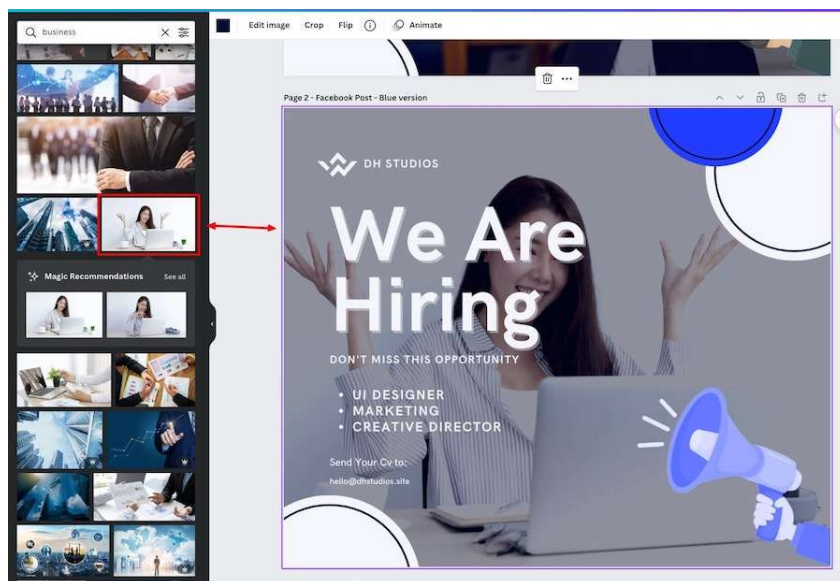 business
Edit image Crop Flip Animate
Page 2 - Facebook Post - Blue version
DH STUDIOS
We Are
Hiring
DON'T MISS THIS OPPORTUNITY
• UI DESIGNER
• MARKETING
• CREATIVE DIRECTOR
Send Your Cv to:
hello@dhstudios.site
Magic Recommendations See all